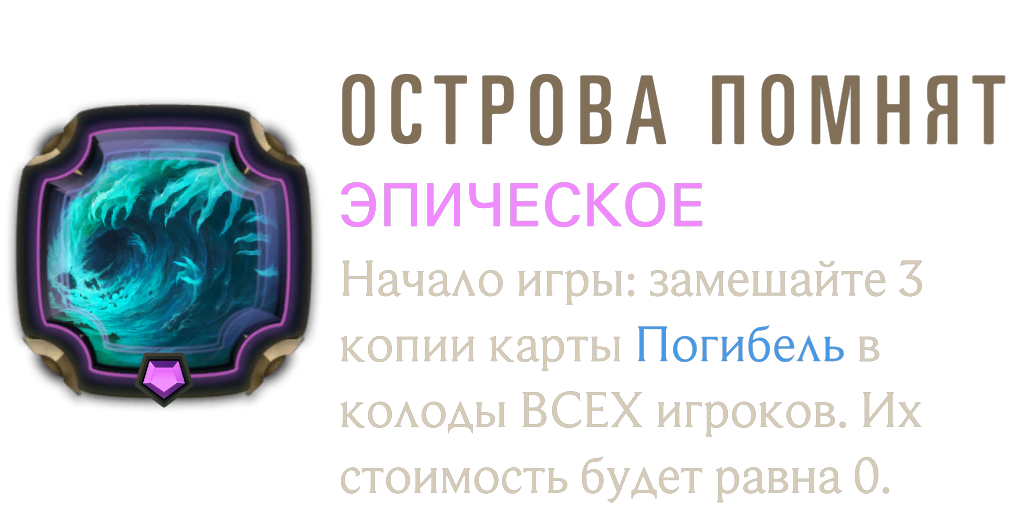 ОСТРОВА ПОМНЯТ
ЭПИЧЕСКОЕ
Начало игры: замешайте 3
копии карты Погибель в
колоды ВСЕХ игроков. Их
стоимость будет равна 0.